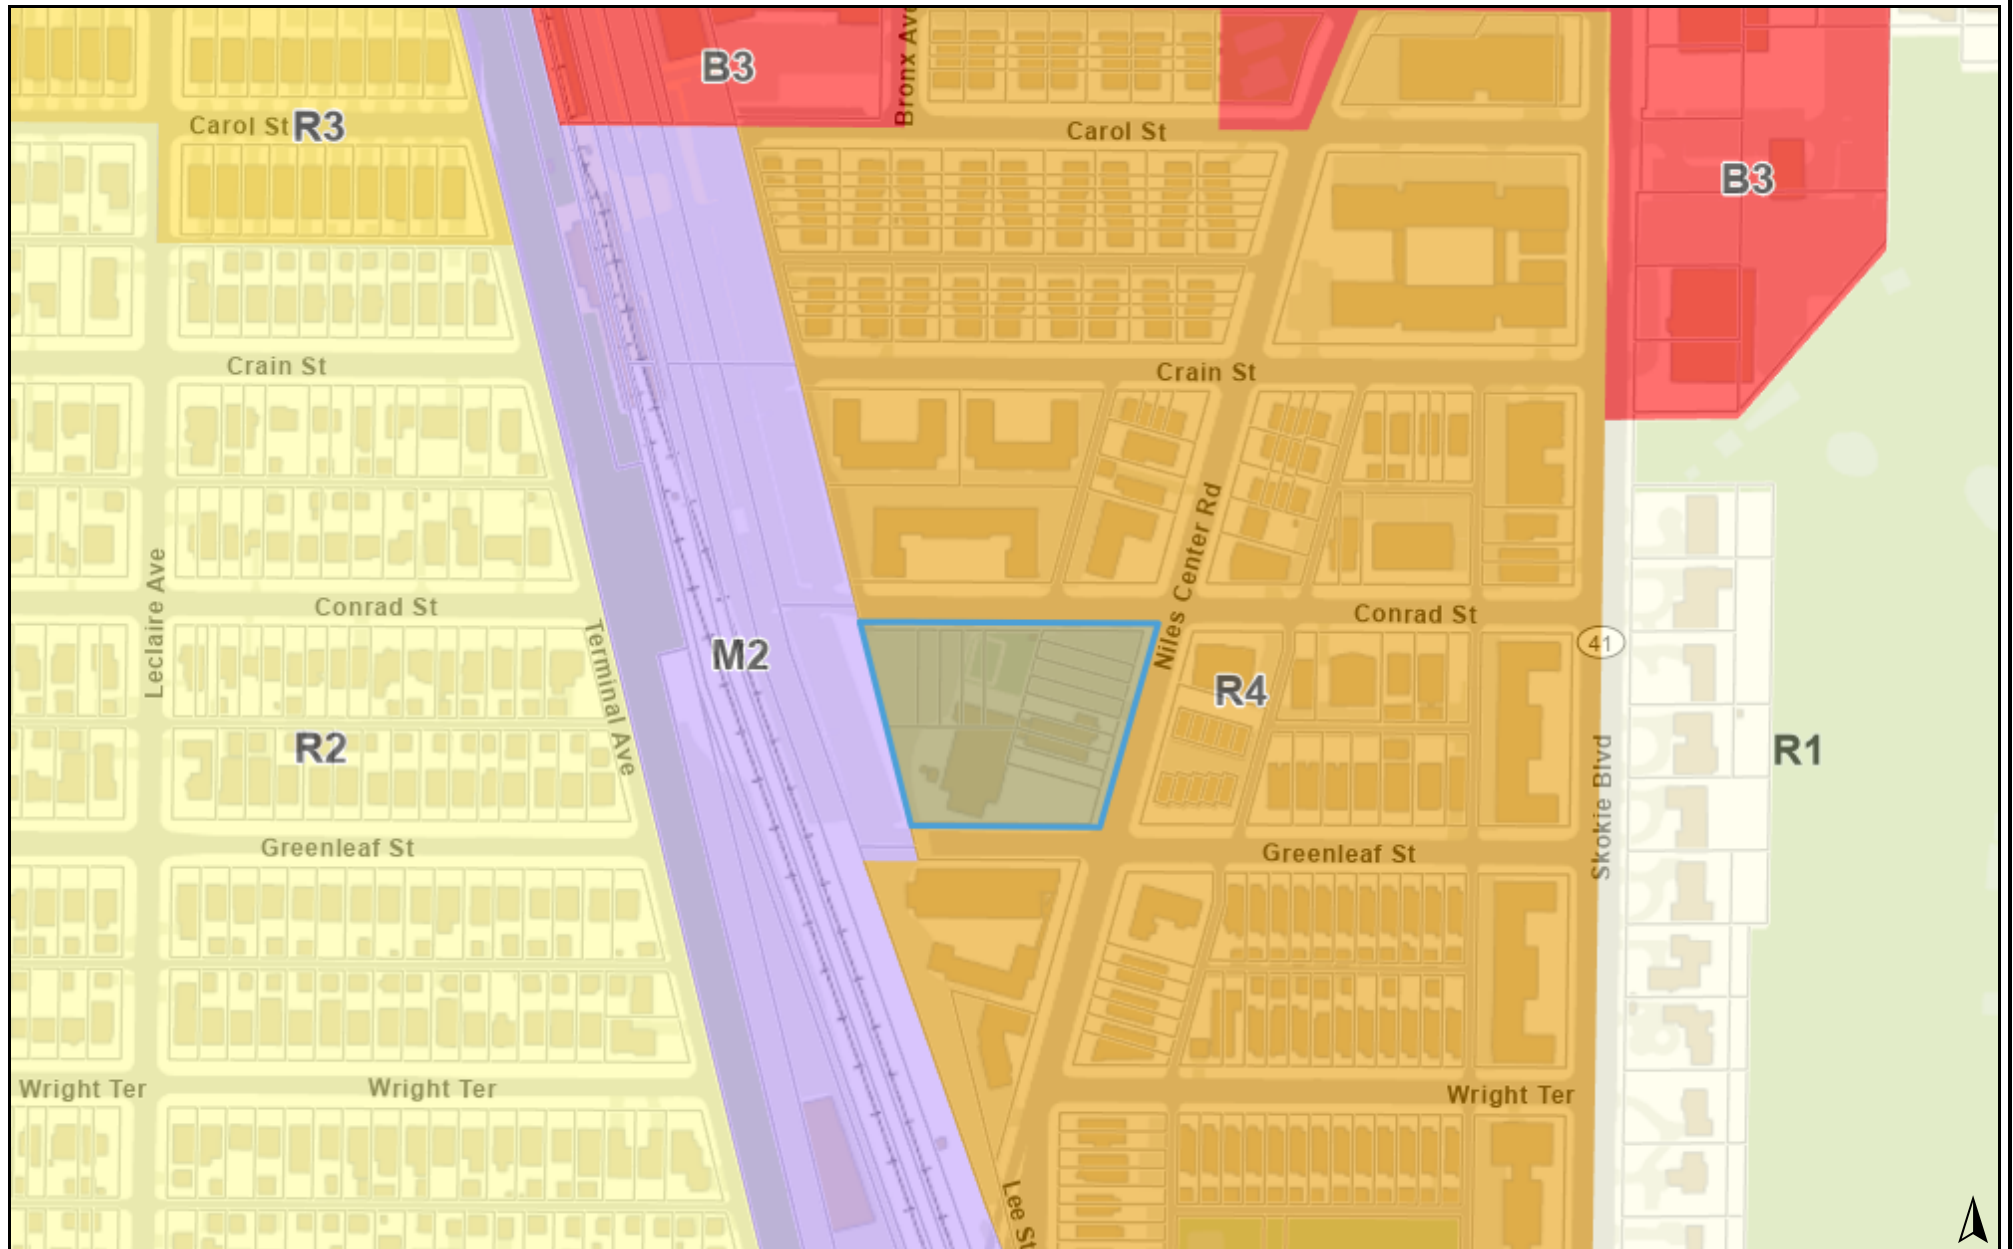 B3
Bronx Ave
Carol St
R3
Carol St
B3
Crain St
Crain St
Niles Center Rd
Leclaire Ave
Conrad St
Conrad St
41
Terminal Ave
M2
R4
R2
Skokie Blvd
R1
Greenleaf St
Greenleaf St
Wright Ter
Wright Ter
Wright Ter
Lee St